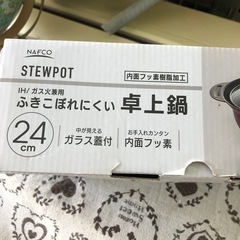 NAFCO
STEWPOT
内面フッ素樹脂加工
IH/ガス火兼用
ふきこぼれにくい 卓上鍋
24cm
中が見える
ガラス蓋付
お手入れカンタン
内面フッ素